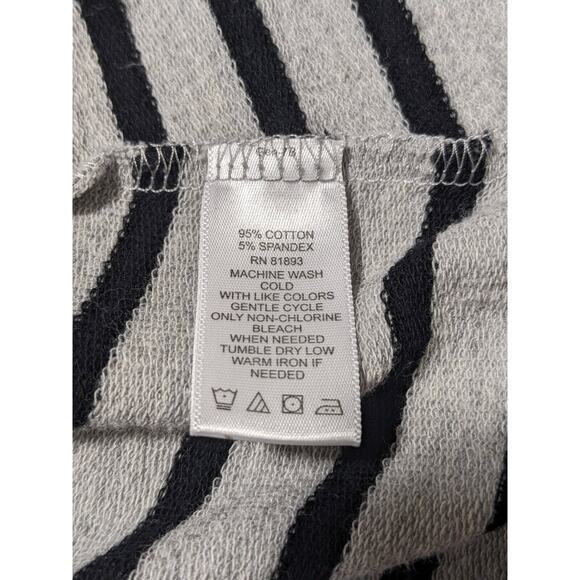 95% COTTON
5% SPANDEX
RN 81893
MACHINE WASH
COLD
WITH LIKE COLORS
GENTLE CYCLE
ONLY NON-CHLORINE
BLEACH
WHEN NEEDED
TUMBLE DRY LOW
WARM IRON IF
NEEDED